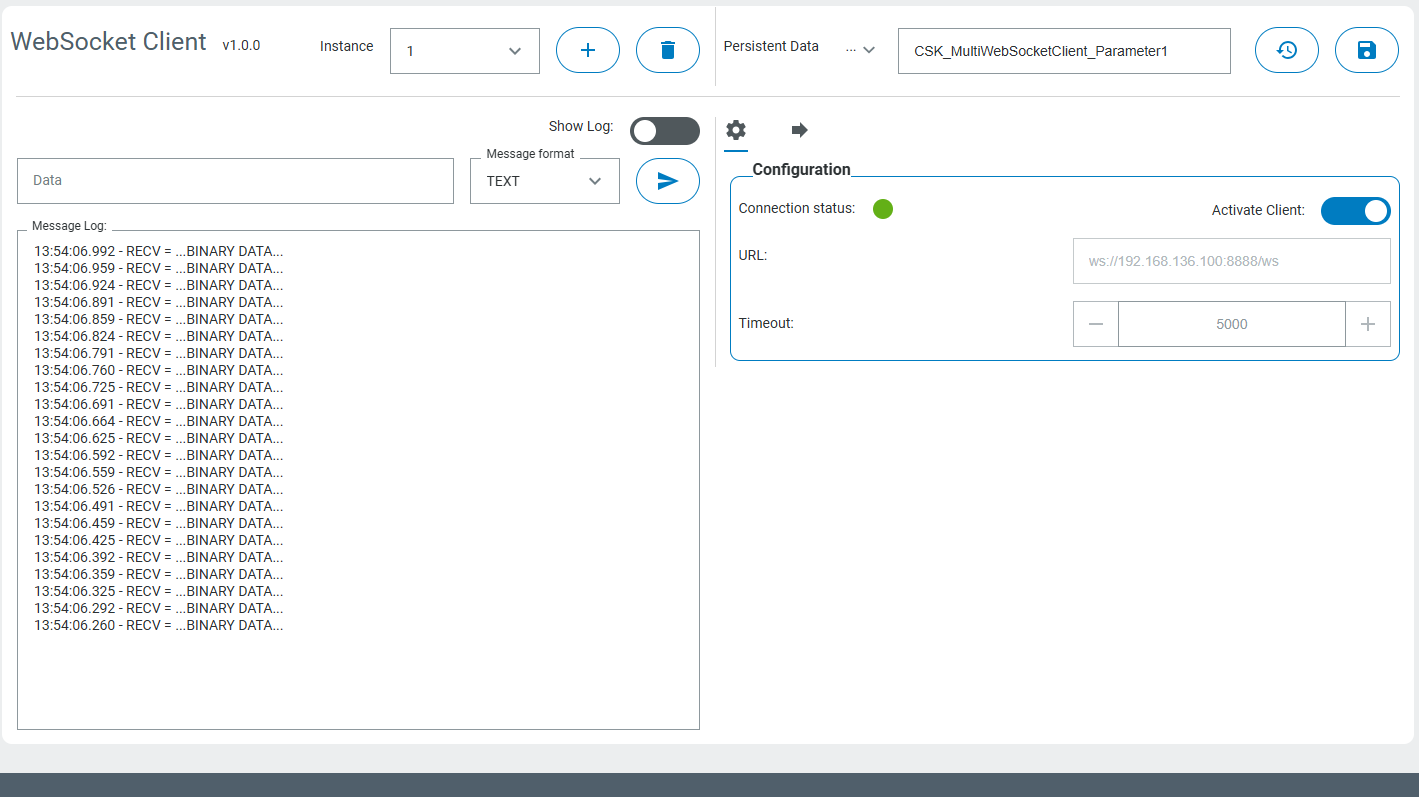 WebSocket Client v1.0.0 Instance 1 Persistent Data ... CSK_MultiWebSocketClient_Parameter1
Show Log:
Data Message format TEXT
Message Log:
13:54:06.992 - RECV = ...BINARY DATA...
13:54:06.959 - RECV = ...BINARY DATA...
13:54:06.924 - RECV = ...BINARY DATA...
13:54:06.891 - RECV = ...BINARY DATA...
13:54:06.859 - RECV = ...BINARY DATA...
13:54:06.824 - RECV = ...BINARY DATA...
13:54:06.791 - RECV = ...BINARY DATA...
13:54:06.760 - RECV = ...BINARY DATA...
13:54:06.725 - RECV = ...BINARY DATA...
13:54:06.691 - RECV = ...BINARY DATA...
13:54:06.664 - RECV = ...BINARY DATA...
13:54:06.625 - RECV = ...BINARY DATA...
13:54:06.592 - RECV = ...BINARY DATA...
13:54:06.559 - RECV = ...BINARY DATA...
13:54:06.526 - RECV = ...BINARY DATA...
13:54:06.491 - RECV = ...BINARY DATA...
13:54:06.459 - RECV = ...BINARY DATA...
13:54:06.425 - RECV = ...BINARY DATA...
13:54:06.392 - RECV = ...BINARY DATA...
13:54:06.359 - RECV = ...BINARY DATA...
13:54:06.325 - RECV = ...BINARY DATA...
13:54:06.292 - RECV = ...BINARY DATA...
13:54:06.260 - RECV = ...BINARY DATA...
Configuration
Connection status: Activate Client:
URL: ws://192.168.136.100:8888/ws
Timeout: 5000